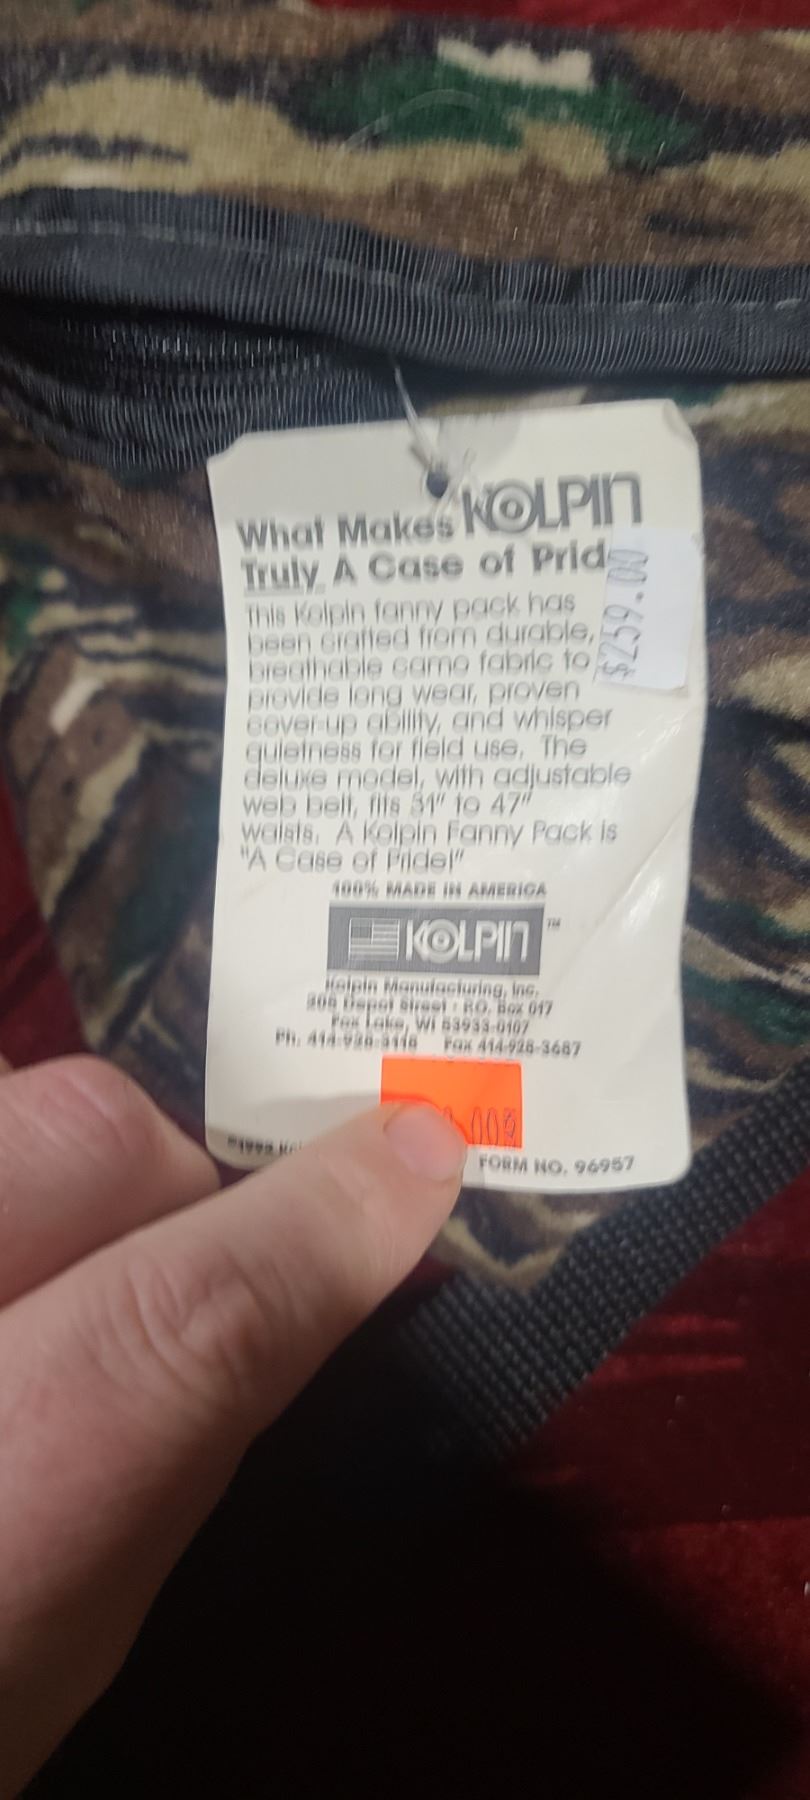 What Makes KOLPIN
Truly A Case of Prid
This Kolpin fanny pack has
been crafted from durable,
breathable camo fabric to
provide long wear, proven
cover-up ability, and whisper
quietness for field use. The
deluxe model, with adjustable
web belt, fits 31" to 47"
waists. A Kolpin Fanny Pack is
"A Case of Pride!"
$259.00
100% MADE IN AMERICA
KOLPIN™
Kolpin Manufacturing, Inc.
205 Depot Street · P.O. Box 017
Fox Lake, WI 53933-0107
Ph. 414-928-3118 Fax 414-928-3687
.00
FORM NO. 96957